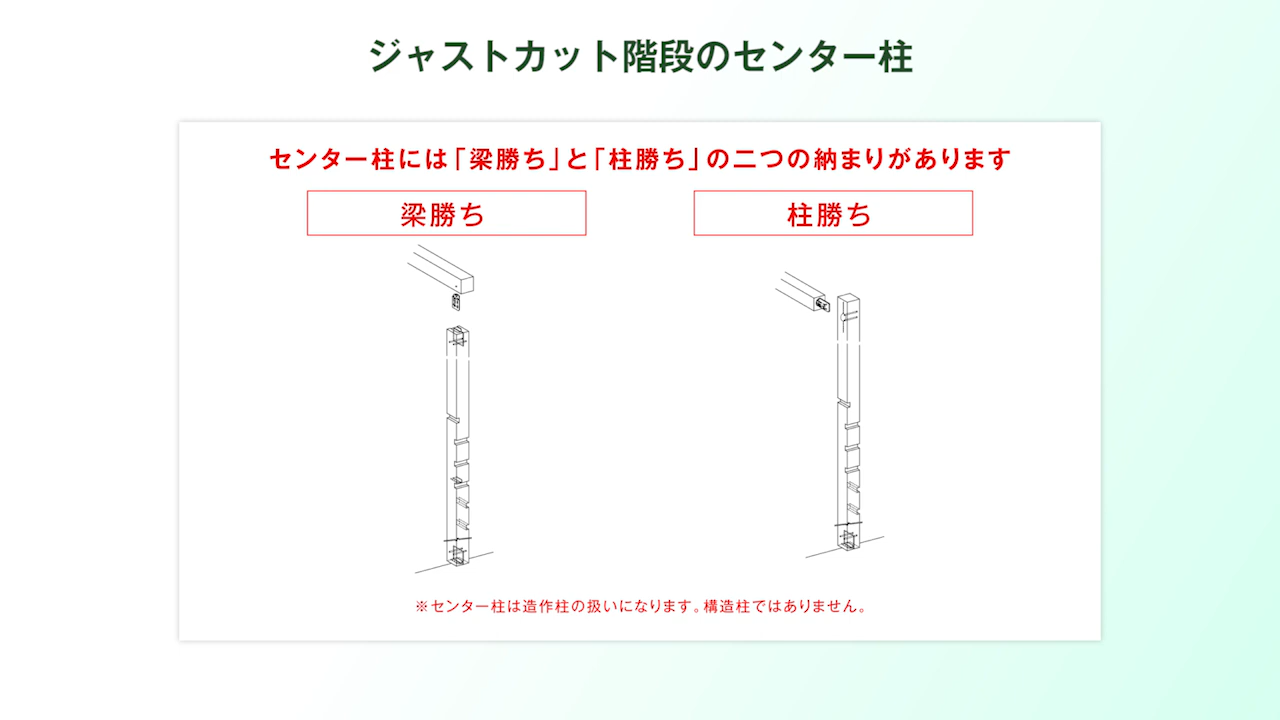 ジャストカット階段のセンター柱
センター柱には「梁勝ち」と「柱勝ち」の二つの納まりがあります
梁勝ち
柱勝ち
※センター柱は造作柱の扱いになります。構造柱ではありません。